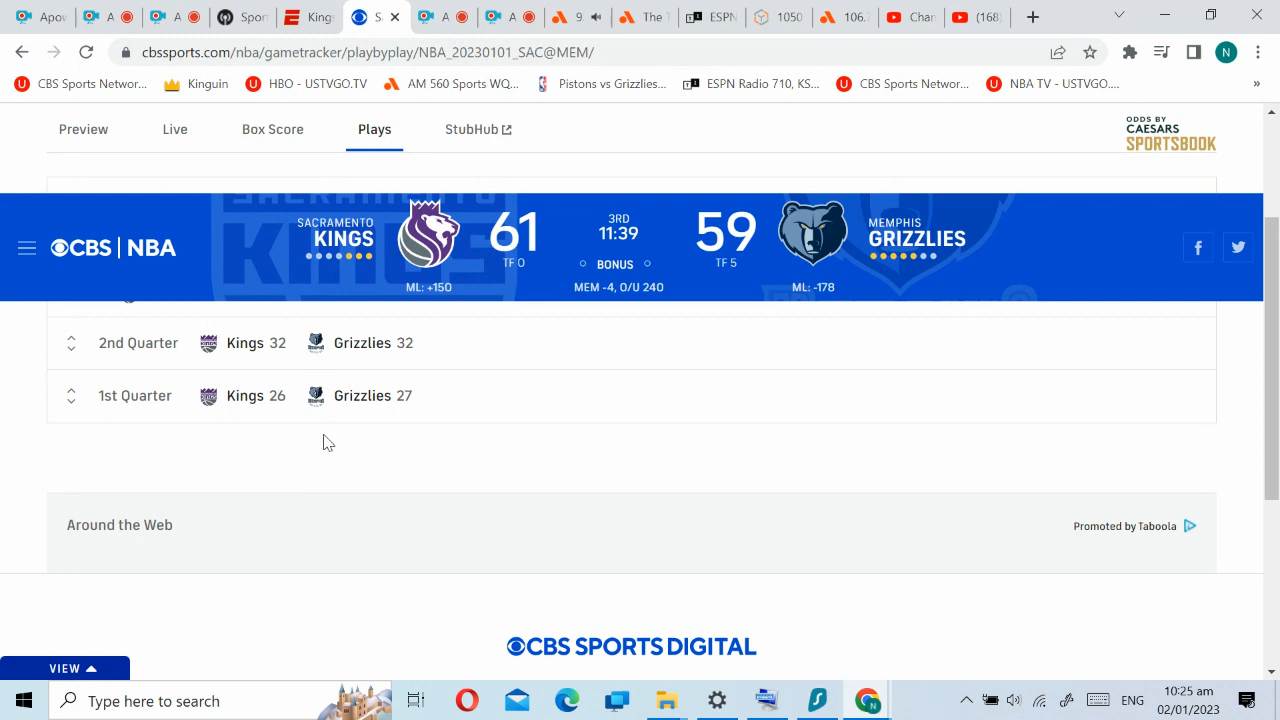 Apov
A
A
Spor
King
S
A
A
9
The T
ESPN
1050
106.7
Char
(168)
cbssports.com/nba/gametracker/playbyplay/NBA_20230101_SAC@MEM/
N
CBS Sports Networ...
Kinguin
HBO - USTVGO.TV
AM 560 Sports WQ...
Pistons vs Grizzlies...
ESPN Radio 710, KS...
CBS Sports Networ...
NBA TV - USTVGO....
»
Preview
Live
Box Score
Plays
StubHub
ODDS BY
CAESARS
SPORTSBOOK
CBS | NBA
SACRAMENTO
KINGS
61
TF 0
ML: +150
3RD
11:39
BONUS
MEM -4, O/U 240
59
TF 5
MEMPHIS
GRIZZLIES
ML: -178
2nd Quarter Kings 32 Grizzlies 32
1st Quarter Kings 26 Grizzlies 27
Around the Web
Promoted by Taboola
CBS SPORTS DIGITAL
VIEW
Type here to search
ENG
10:25 am
02/01/2023